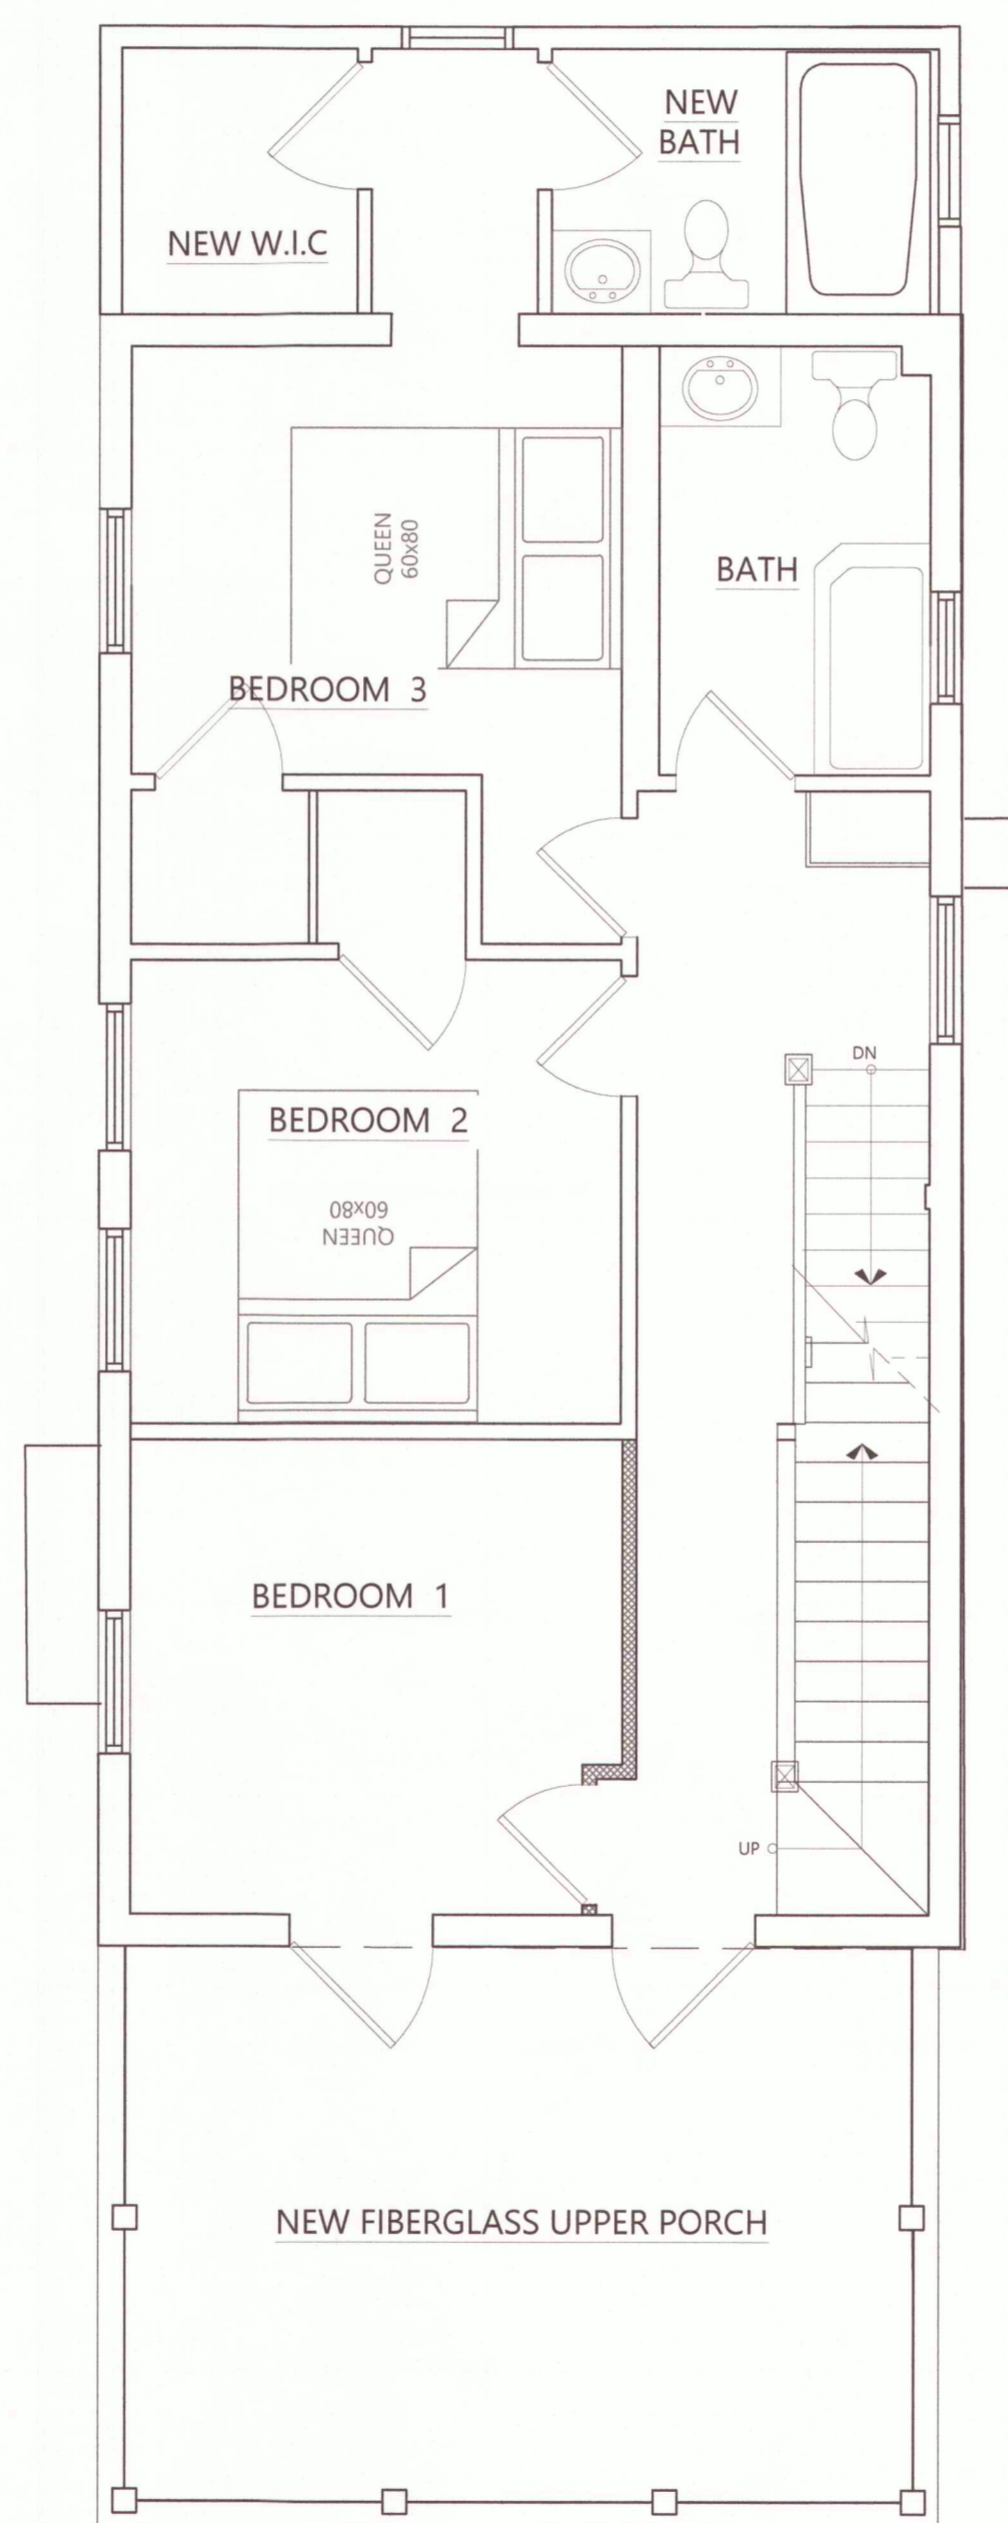 NEW
BATH
NEW W.I.C
QUEEN
60x80
BATH
BEDROOM 3
DN
BEDROOM 2
QUEEN
60x80
BEDROOM 1
UP
NEW FIBERGLASS UPPER PORCH